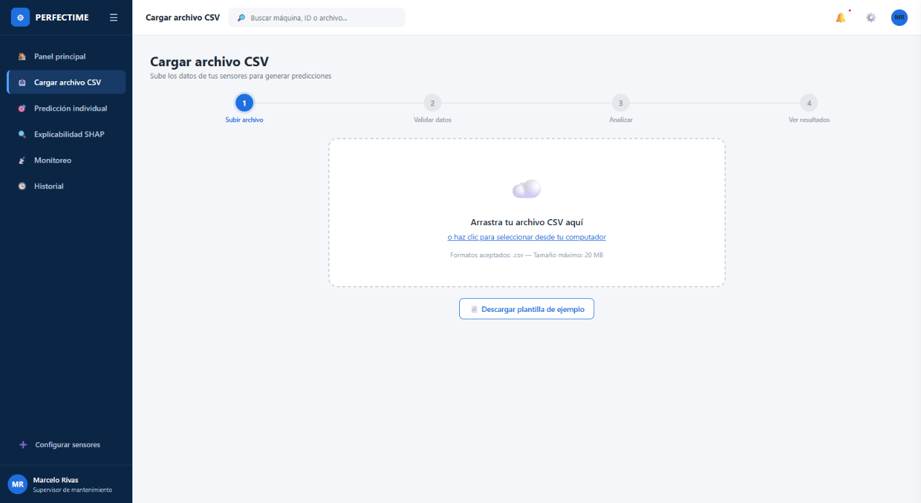 PERFECTIME
Cargar archivo CSV
Buscar máquina, ID o archivo...
MR
Panel principal
Cargar archivo CSV
Predicción individual
Explicabilidad SHAP
Monitoreo
Historial
Configurar sensores
MR
Marcelo Rivas
Supervisor de mantenimiento
Cargar archivo CSV
Sube los datos de tus sensores para generar predicciones
1
2
3
4
Subir archivo
Validar datos
Analizar
Ver resultados
Arrastra tu archivo CSV aquí
o haz clic para seleccionar desde tu computador
Formatos aceptados: .csv — Tamaño máximo: 20 MB
Descargar plantilla de ejemplo